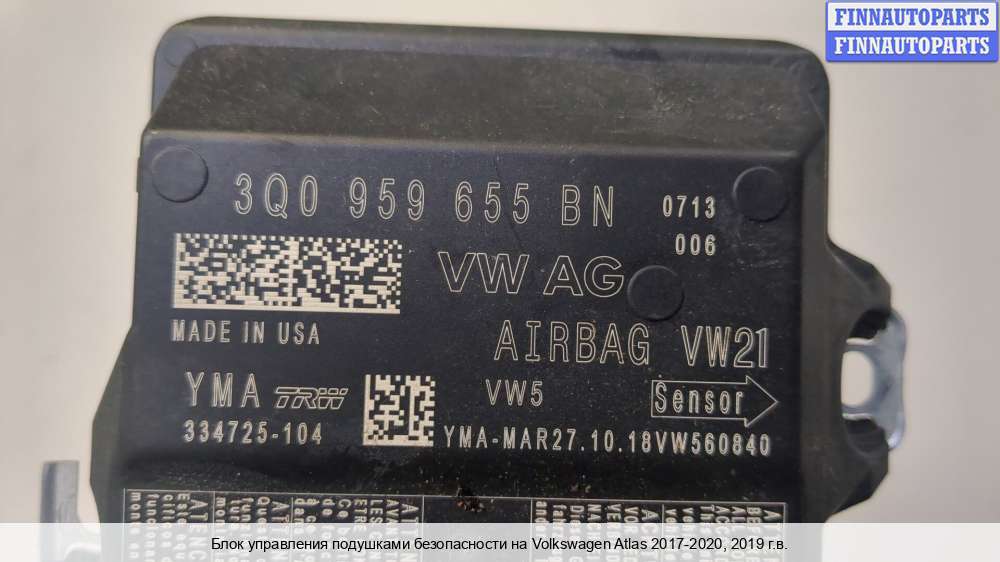 FINNAUTOPARTS
FINNAUTOPARTS
3Q0 959 655 BN 0713
006
VW AG
MADE IN USA
AIRBAG VW21
YMA TRW
VW5
Sensor
334725-104
YMA-MAR27.10.18VW560840
Блок управления подушками безопасности на Volkswagen Atlas 2017-2020, 2019 г.в.